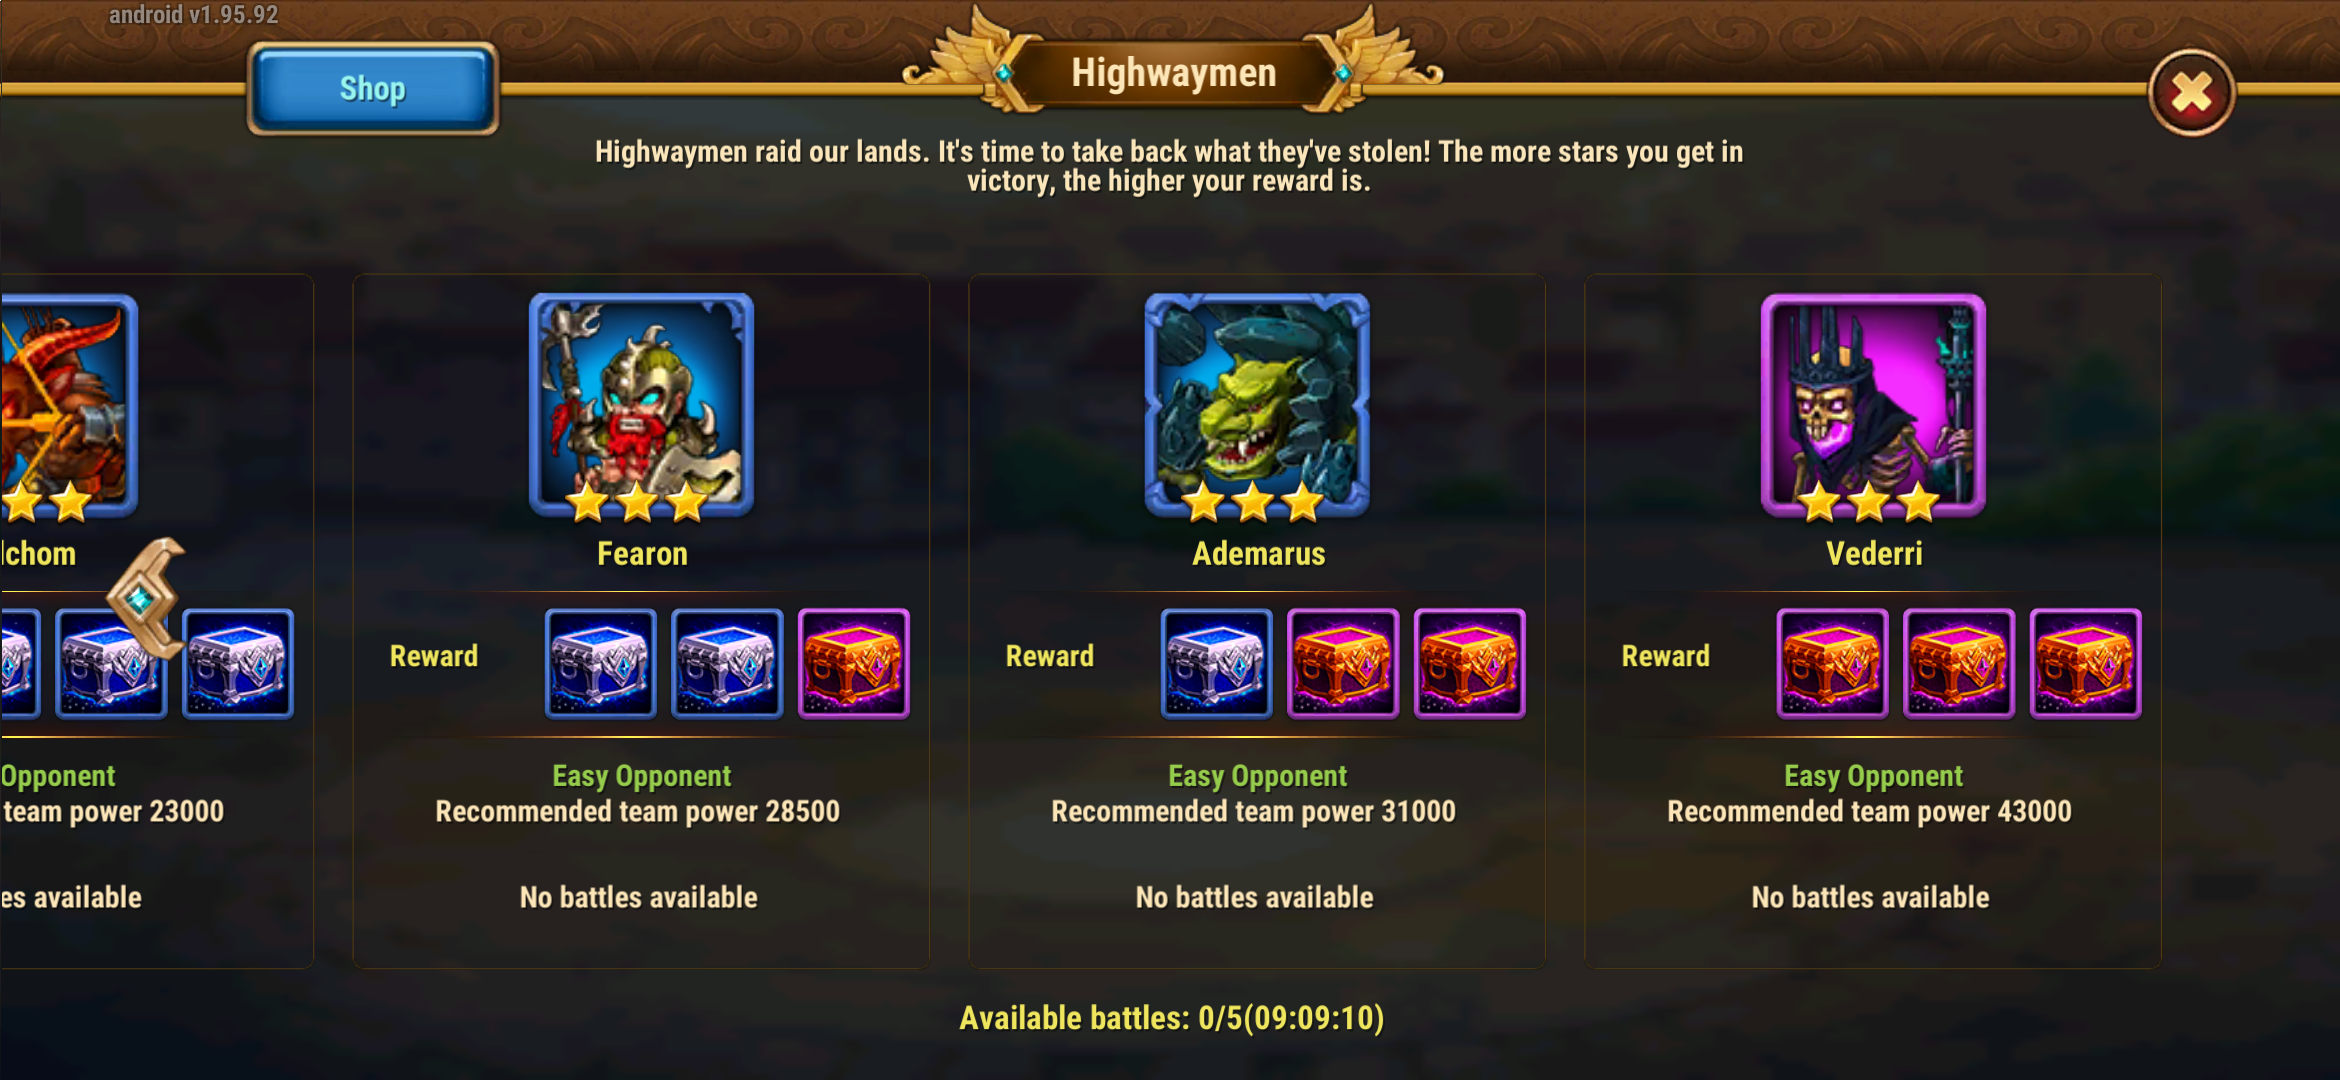 android v1.95.92
Shop
Highwaymen
Highwaymen raid our lands. It's time to take back what they've stolen! The more stars you get in
victory, the higher your reward is.
lchom
Opponent
team power 23000
es available
Fearon
Reward
Easy Opponent
Recommended team power 28500
No battles available
Ademarus
Reward
Easy Opponent
Recommended team power 31000
No battles available
Vederri
Reward
Easy Opponent
Recommended team power 43000
No battles available
Available battles: 0/5(09:09:10)